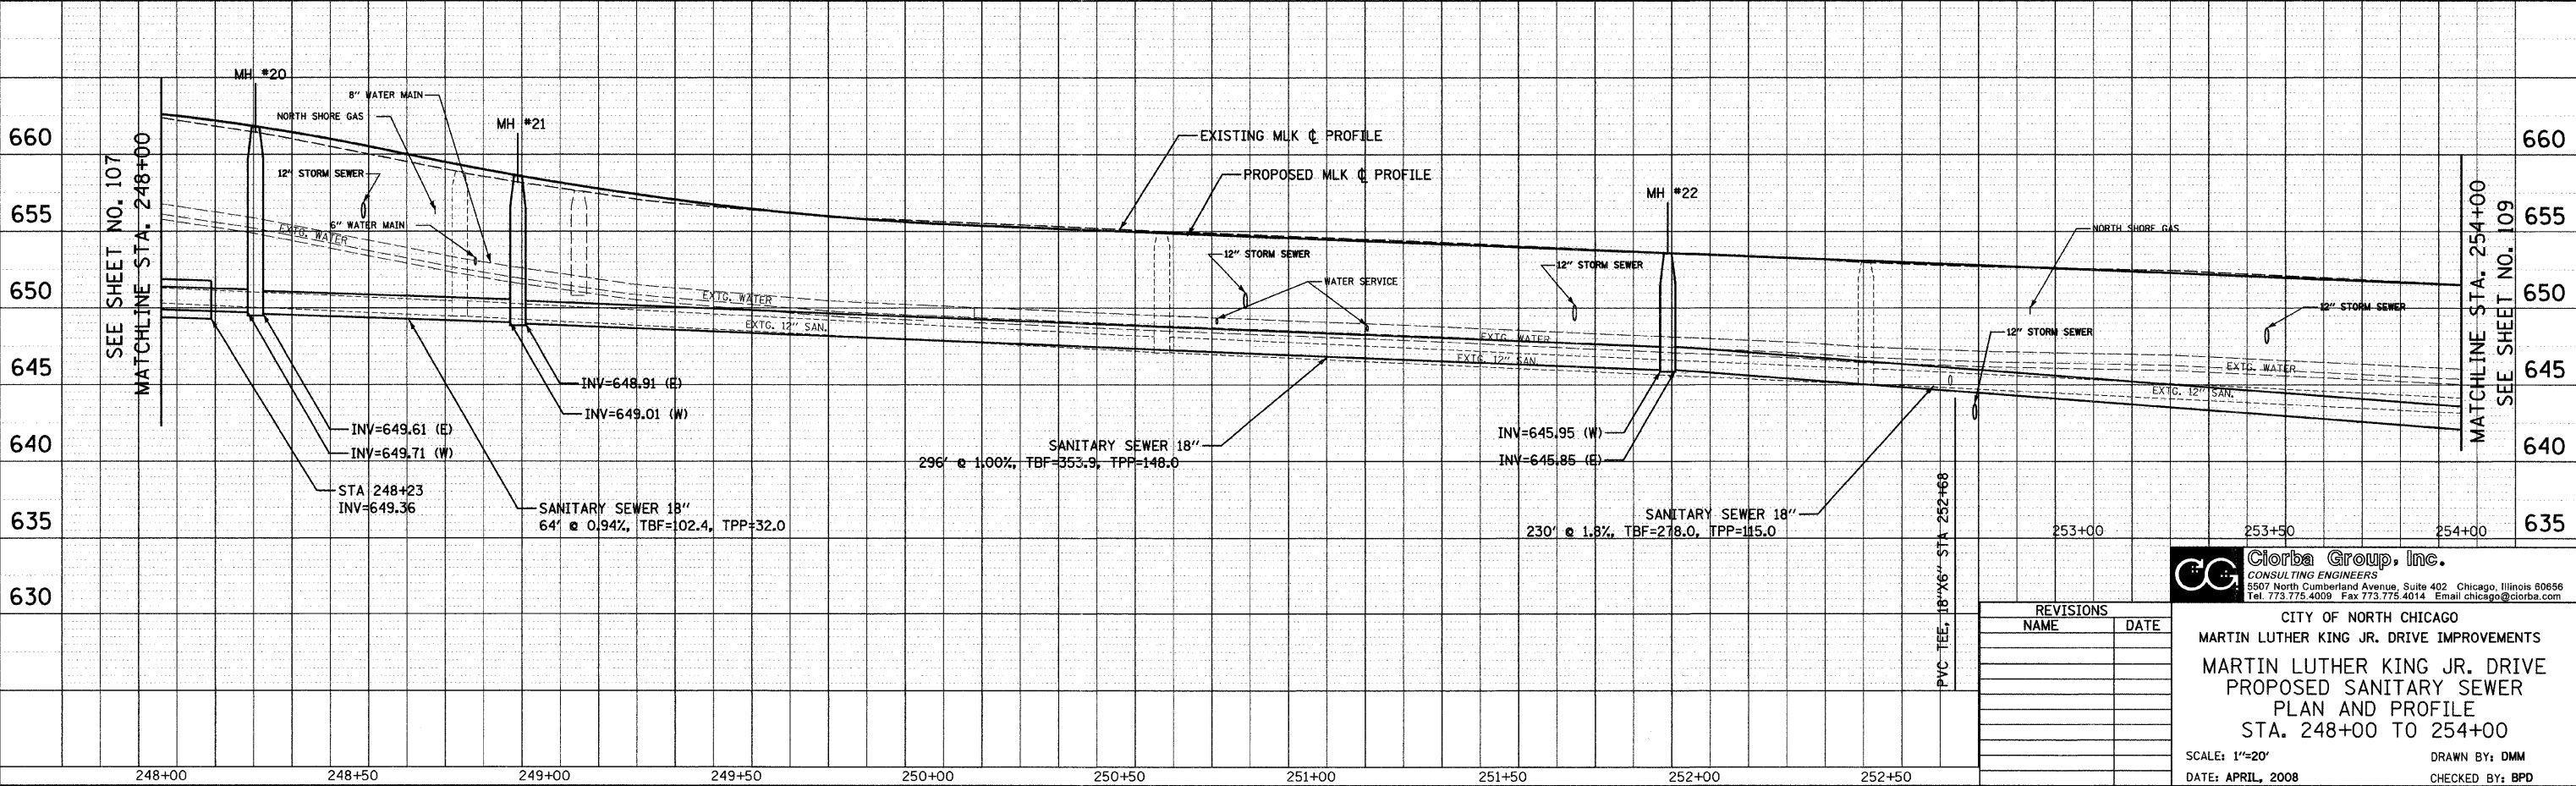 660
655
650
645
640
635
630
SEE SHEET NO. 107
MATCHLINE STA. 248+00
MH #20
8" WATER MAIN
NORTH SHORE GAS
12" STORM SEWER
6" WATER MAIN
EXTG. WATER
MH #21
EXISTING MLK ℄ PROFILE
PROPOSED MLK ℄ PROFILE
MH #22
EXTG. WATER
EXTG. 12" SAN.
12" STORM SEWER
WATER SERVICE
12" STORM SEWER
EXTG. WATER
EXTG. 12" SAN.
NORTH SHORE GAS
12" STORM SEWER
12" STORM SEWER
EXTG. WATER
EXTG. 12" SAN.
INV=648.91 (E)
INV=649.01 (W)
INV=649.61 (E)
INV=649.71 (W)
STA 248+23
INV=649.36
SANITARY SEWER 18"
64' @ 0.94%, TBF=102.4, TPP=32.0
SANITARY SEWER 18"
296' @ 1.00%, TBF=353.9, TPP=148.0
INV=645.95 (W)
INV=645.85 (E)
SANITARY SEWER 18"
230' @ 1.8%, TBF=278.0, TPP=115.0
PVC TEE, 18"X6" STA 252+68
MATCHLINE STA. 254+00
SEE SHEET NO. 109
660
655
650
645
640
635
253+00
253+50
254+00
248+00
248+50
249+00
249+50
250+00
250+50
251+00
251+50
252+00
252+50
CG
Ciorba Group, Inc.
CONSULTING ENGINEERS
5507 North Cumberland Avenue, Suite 402 Chicago, Illinois 60656
Tel. 773.775.4009 Fax 773.775.4014 Email chicago@ciorba.com
REVISIONS
NAME DATE
CITY OF NORTH CHICAGO
MARTIN LUTHER KING JR. DRIVE IMPROVEMENTS
MARTIN LUTHER KING JR. DRIVE
PROPOSED SANITARY SEWER
PLAN AND PROFILE
STA. 248+00 TO 254+00
SCALE: 1"=20' DRAWN BY: DMM
DATE: APRIL, 2008 CHECKED BY: BPD